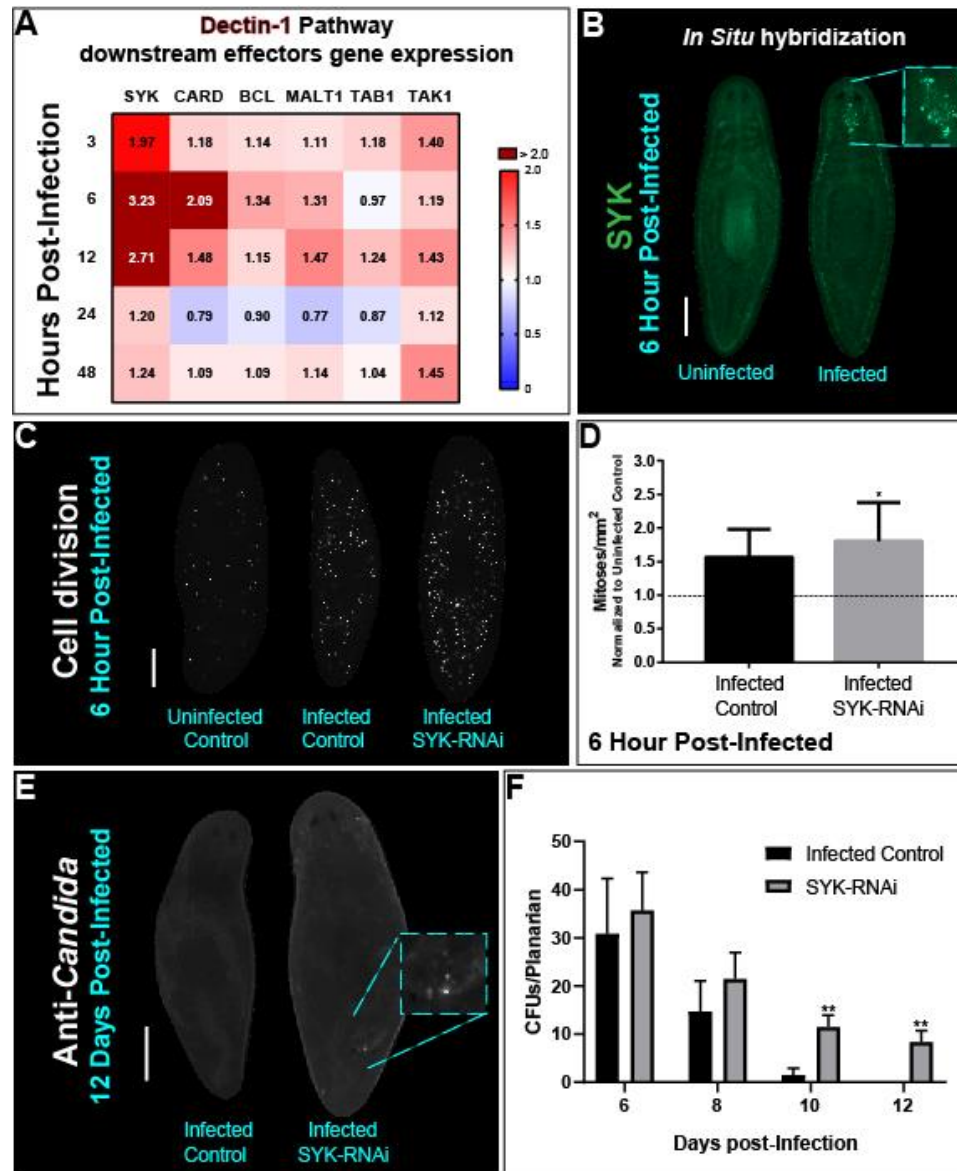 A
Dectin-1 Pathway
downstream effectors gene expression
SYK CARD BCL MALT1 TAB1 TAK1
Hours Post-Infection
3 1.97 1.18 1.14 1.11 1.18 1.40
6 3.23 2.09 1.34 1.31 0.97 1.19
12 2.71 1.48 1.15 1.47 1.24 1.43
24 1.20 0.79 0.90 0.77 0.87 1.12
48 1.24 1.09 1.09 1.14 1.04 1.45
> 2.0
2.0
1.5
1.0
0.5
0
B
In Situ hybridization
SYK
6 Hour Post-Infected
Uninfected
Infected
C
Cell division
6 Hour Post-Infected
Uninfected
Control
Infected
Control
Infected
SYK-RNAi
D
Mitoses/mm2
Normalized to Uninfected Control
3.0
2.5
2.0
1.5
1.0
0.5
0.0
*
Infected
Control
Infected
SYK-RNAi
6 Hour Post-Infected
E
Anti-Candida
12 Days Post-Infected
Infected
Control
Infected
SYK-RNAi
F
CFUs/Planarian
50
40
30
20
10
0
Infected Control
SYK-RNAi
**
**
6 8 10 12
Days post-Infection